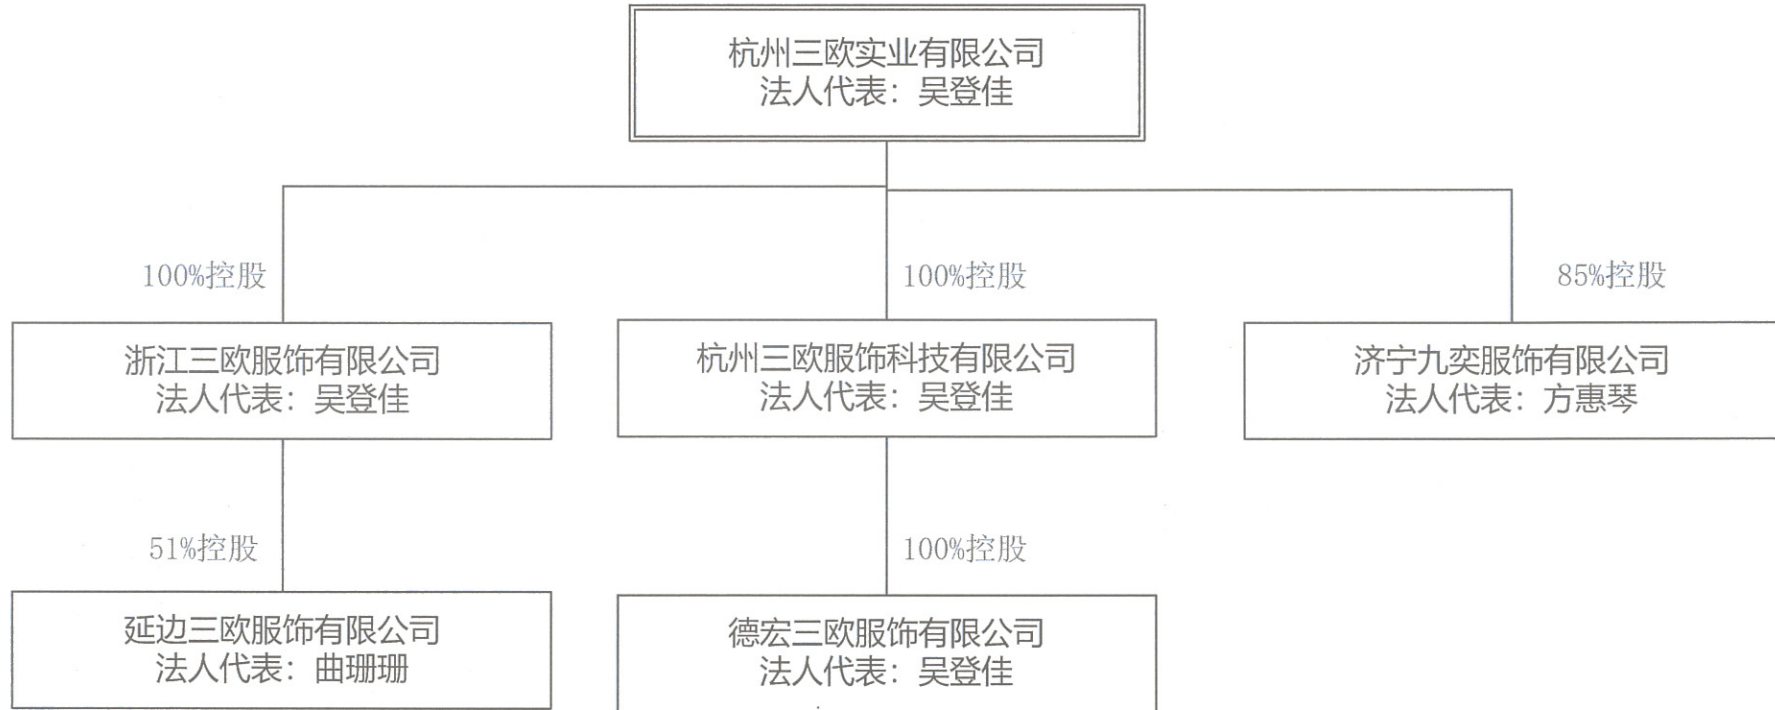 杭州三欧实业有限公司
法人代表：吴登佳
100%控股
100%控股
85%控股
浙江三欧服饰有限公司
法人代表：吴登佳
杭州三欧服饰科技有限公司
法人代表：吴登佳
济宁九奕服饰有限公司
法人代表：方惠琴
51%控股
100%控股
延边三欧服饰有限公司
法人代表：曲珊珊
德宏三欧服饰有限公司
法人代表：吴登佳